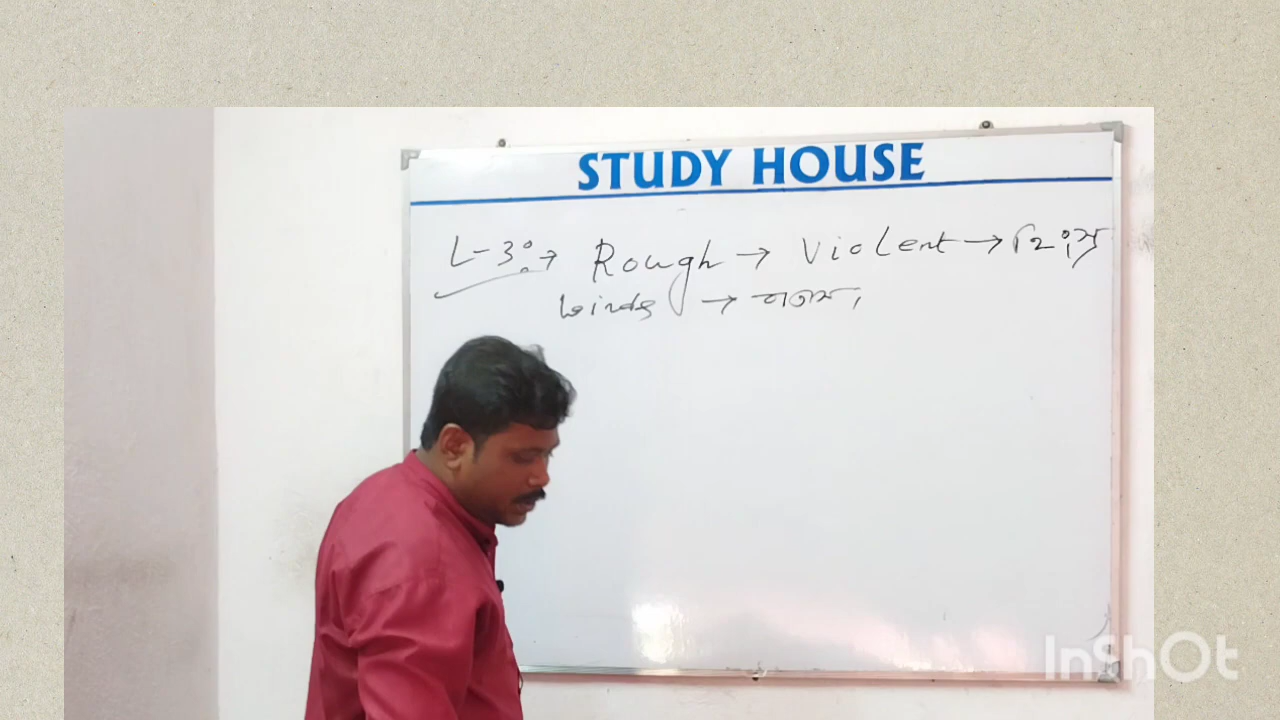 STUDY HOUSE
L-3:→ Rough → Violent → হিংস্র
Winds → বাতাস,
InShOt